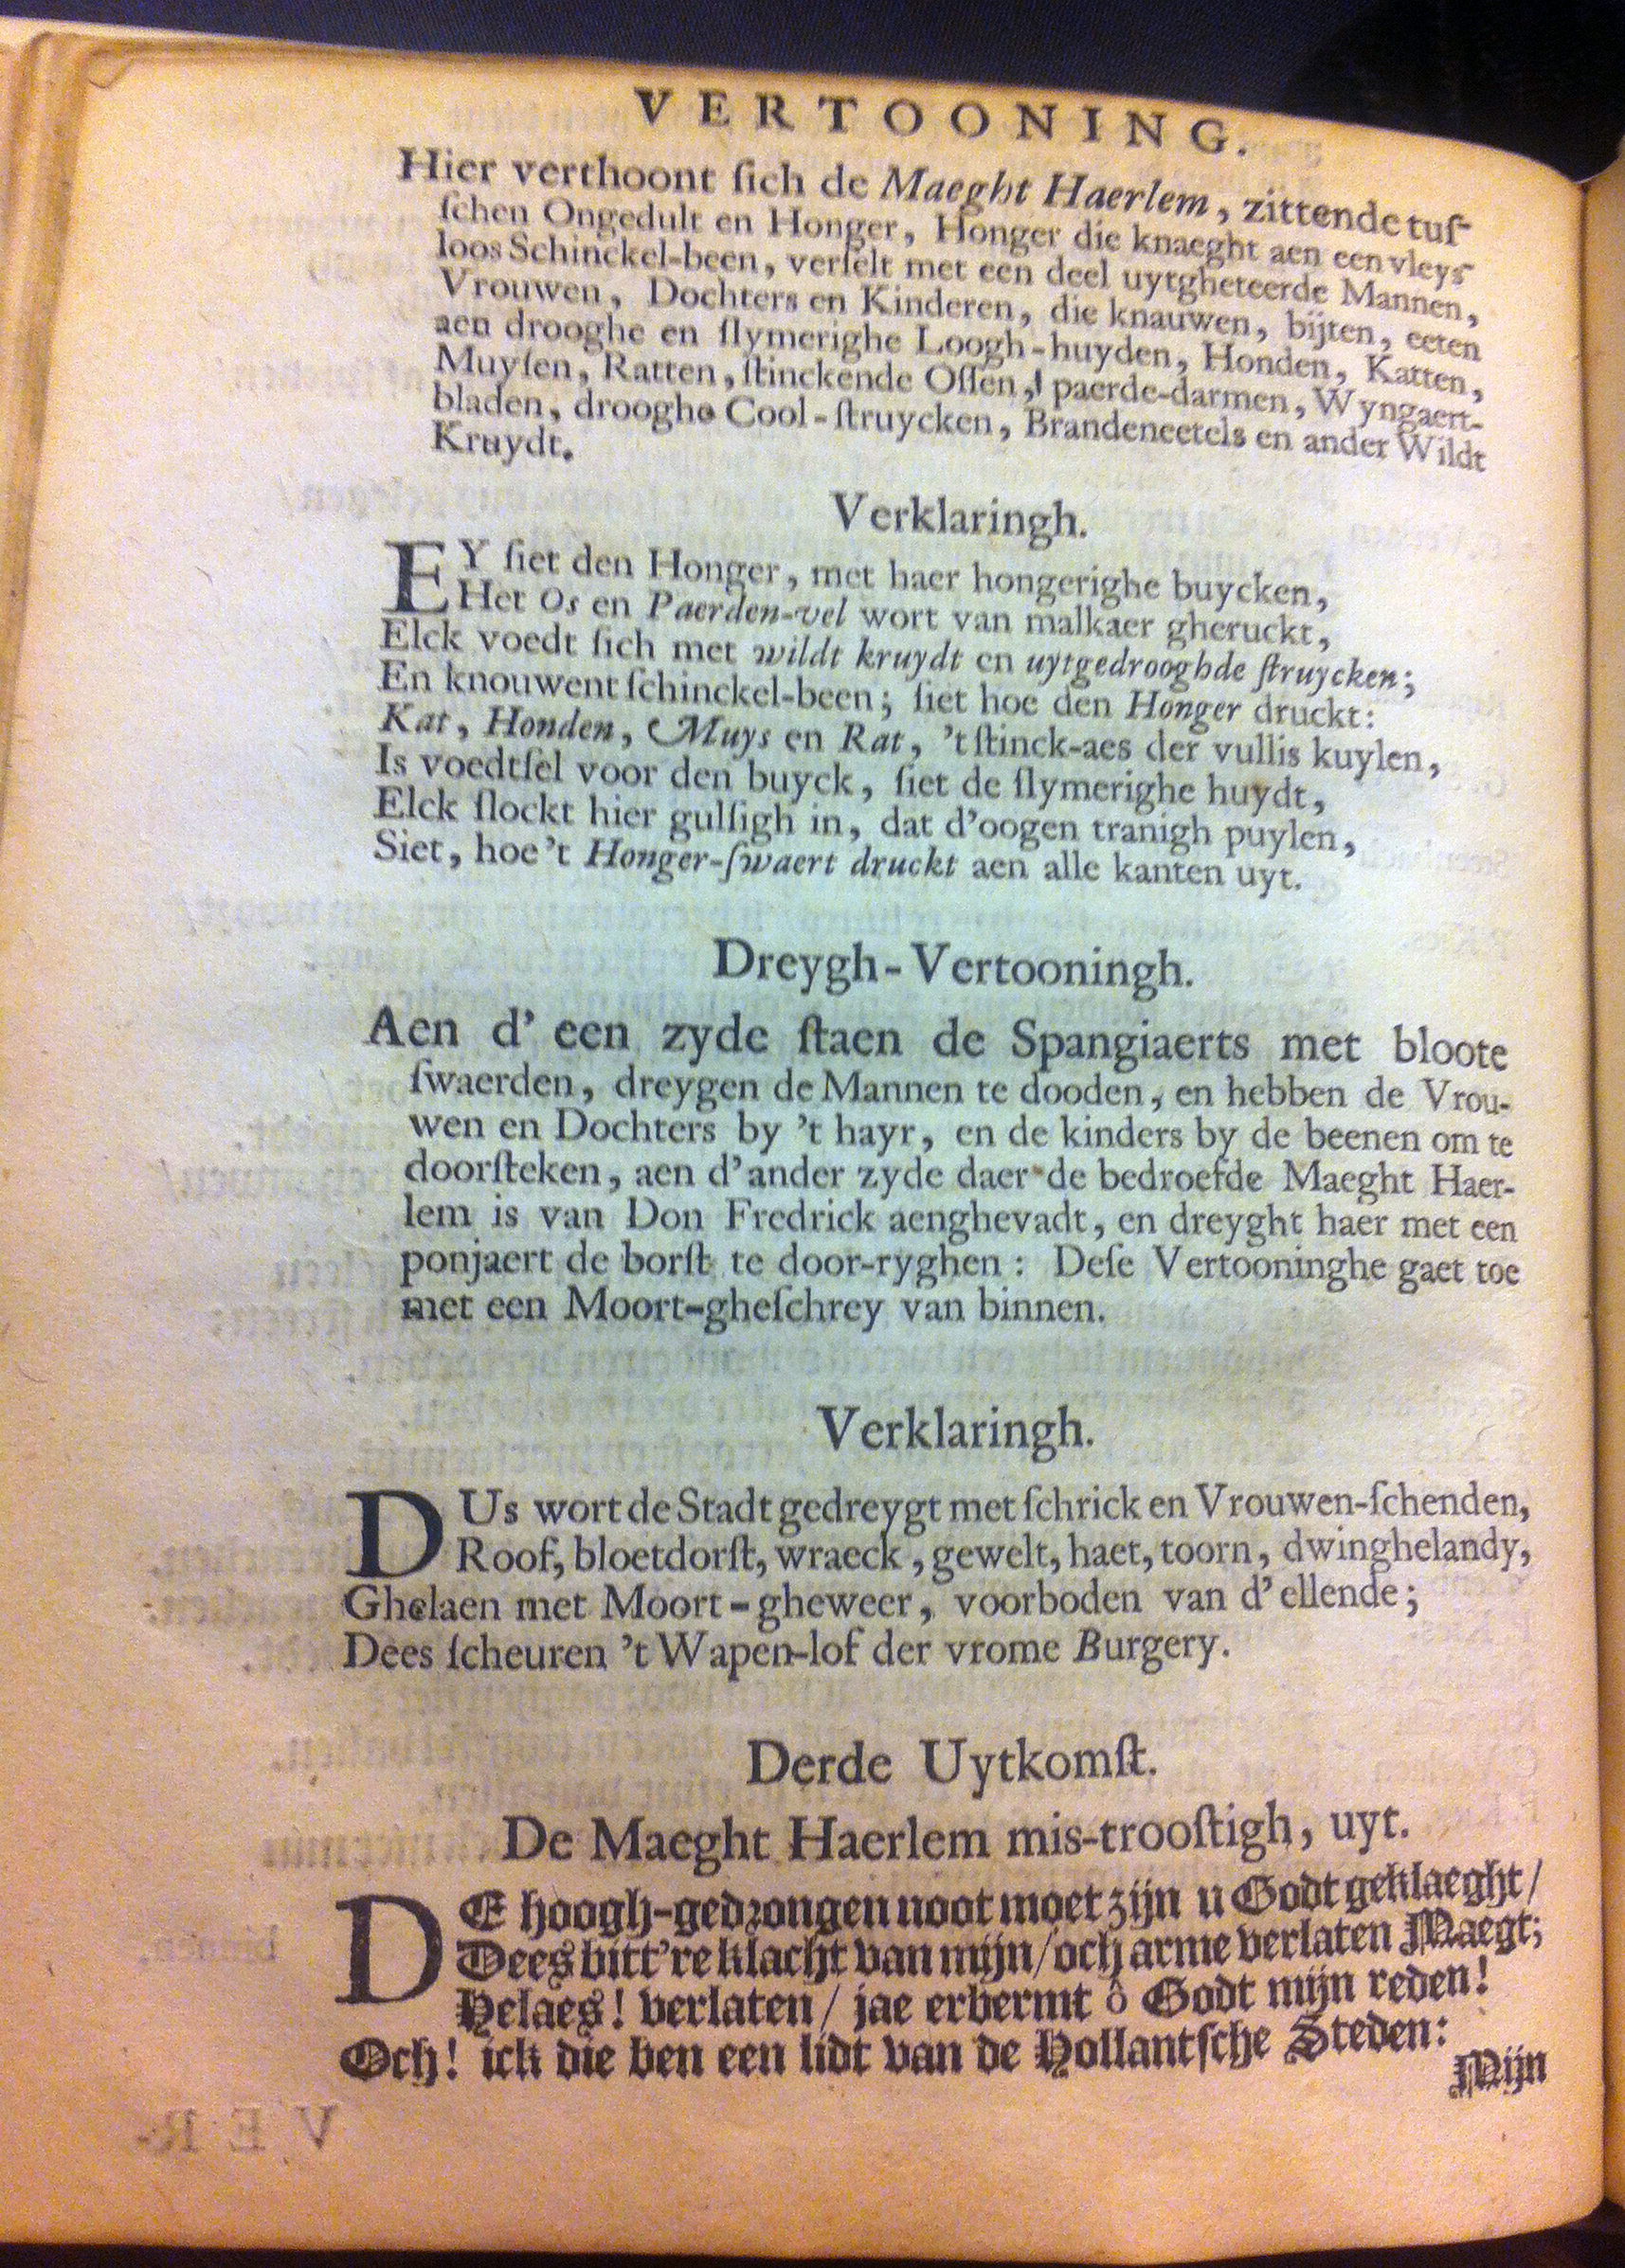 VERTOONING.
Hier verthoont ſich de Maeght Haerlem, zittende tuſ-
ſchen Ongedult en Honger, Honger die knaeght aen een vleys-
loos Schinckel-been, verſelt met een deel uytgheteerde Mannen,
Vrouwen, Dochters en Kinderen, die knauwen, bijten, eeten
aen drooghe en ſlymerighe Loogh-huyden, Honden, Katten,
Muyſen, Ratten, ſtinckende Oſſen, paerde-darmen, Wyngaert-
bladen, drooghe Cool-ſtruycken, Brandeneetels en ander Wildt
Kruydt.
Verklaringh.
EY ſiet den Honger, met haer hongerighe buycken,
Het Os en Paerden-vel wort van malkaer gheruckt,
Elck voedt ſich met wildt kruydt en uytgedrooghde ſtruycken;
En knouwent ſchinckel-been; ſiet hoe den Honger druckt:
Kat, Honden, Muys en Rat, 't ſtinck-aes der vullis kuylen,
Is voedtſel voor den buyck, ſiet de ſlymerighe huydt,
Elck ſlockt hier gulſigh in, dat d'oogen tranigh puylen,
Siet, hoe 't Honger-ſwaert druckt aen alle kanten uyt.
Dreygh-Vertooningh.
Aen d' een zyde ſtaen de Spangiaerts met bloote
ſwaerden, dreygen de Mannen te dooden, en hebben de Vrou-
wen en Dochters by 't hayr, en de kinders by de beenen om te
doorſteken, aen d'ander zyde daer de bedroefde Maeght Haer-
lem is van Don Fredrick aenghevadt, en dreyght haer met een
ponjaert de borſt te door-ryghen: Deſe Vertooninghe gaet toe
met een Moort-gheſchrey van binnen.
Verklaringh.
DUs wort de Stadt gedreygt met ſchrick en Vrouwen-ſchenden,
Roof, bloetdorſt, wraeck, gewelt, haet, toorn, dwinghelandy,
Ghelaen met Moort-gheweer, voorboden van d' ellende;
Dees ſcheuren 't Wapen-lof der vrome Burgery.
Derde Uytkomſt.
De Maeght Haerlem mis-trooſtigh, uyt.
DE hoogh-gedrongen noot moet zijn u Godt geklaeght/
Dees bitt're klacht van mijn/ och arme verlaten Maegt;
Helaes! verlaten/ jae erbermt ô Godt mijn reden!
Och! ick die ben een lidt van de Hollantſche Steden:
Mijn